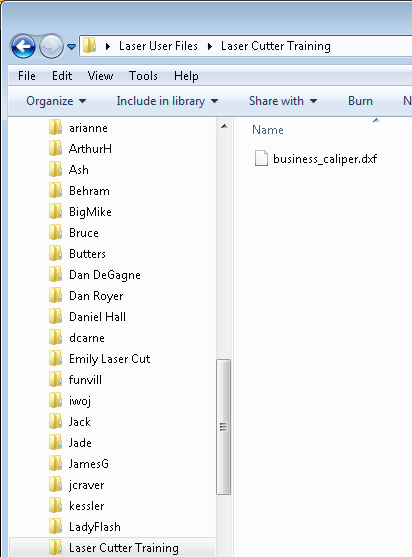 Laser User Files Laser Cutter Training
File Edit View Tools Help
Organize Include in library Share with Burn N
arianne
ArthurH
Ash
Behram
BigMike
Bruce
Butters
Dan DeGagne
Dan Royer
Daniel Hall
dcarne
Emily Laser Cut
funvill
iwoj
Jack
Jade
JamesG
jcraver
kessler
LadyFlash
Laser Cutter Training
Name
business_caliper.dxf